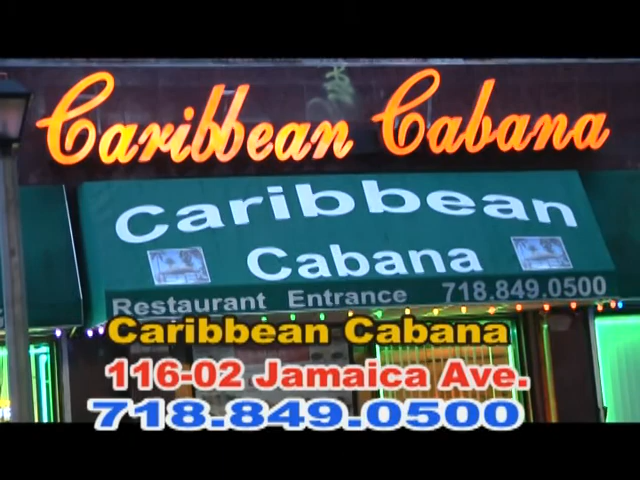 Caribbean Cabana
Caribbean
Cabana
Restaurant Entrance 718.849.0500
Caribbean Cabana
116-02 Jamaica Ave.
718.849.0500